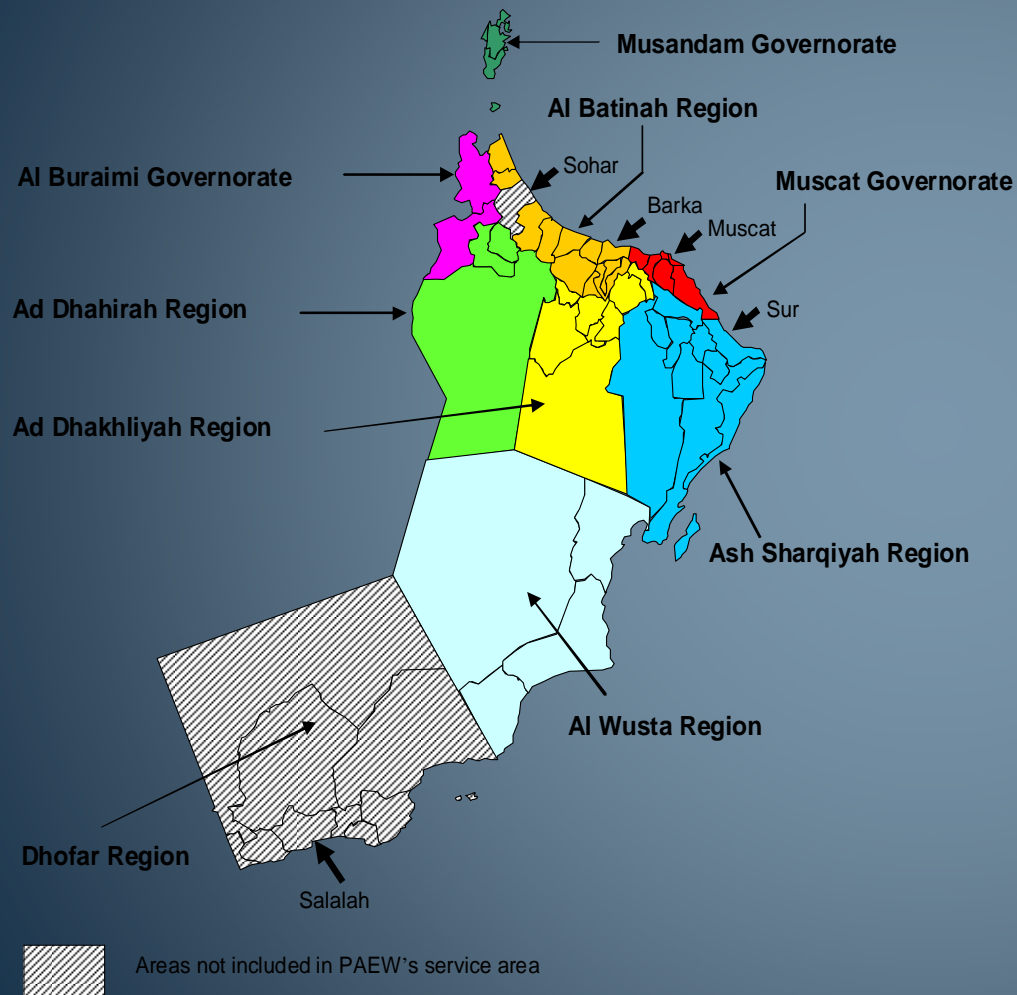 Musandam Governorate
Al Batinah Region
Sohar
Al Buraimi Governorate
Muscat Governorate
Barka
Muscat
Ad Dhahirah Region
Sur
Ad Dhakhliyah Region
Ash Sharqiyah Region
Al Wusta Region
Dhofar Region
Salalah
Areas not included in PAEW's service area